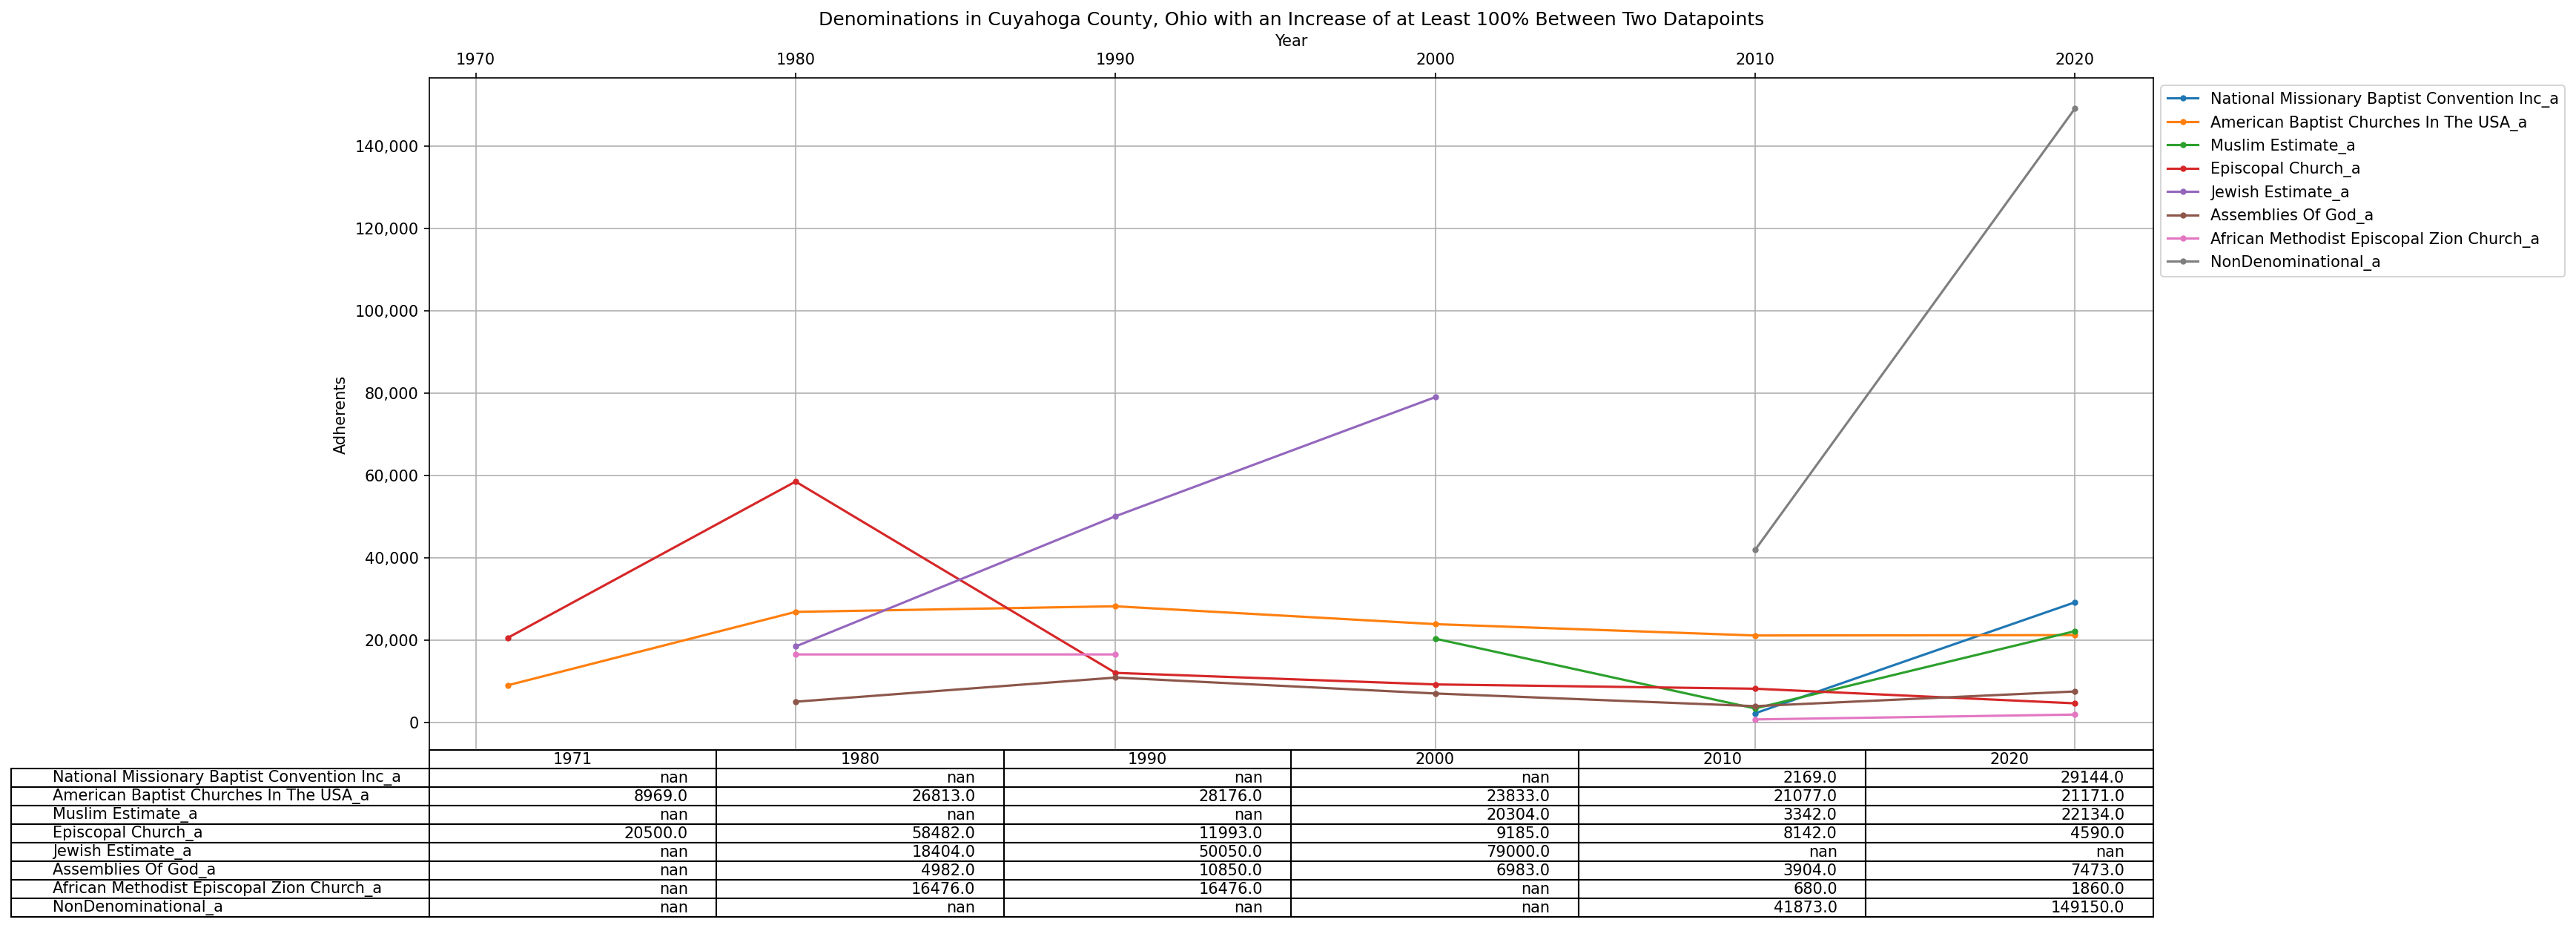 Denominations in Cuyahoga County, Ohio with an Increase of at Least 100% Between Two Datapoints
Year
1970 1980 1990 2000 2010 2020
National Missionary Baptist Convention Inc_a
American Baptist Churches In The USA_a
Muslim Estimate_a
Episcopal Church_a
Jewish Estimate_a
Assemblies Of God_a
African Methodist Episcopal Zion Church_a
NonDenominational_a
Adherents
140,000
120,000
100,000
80,000
60,000
40,000
20,000
0
1971 1980 1990 2000 2010 2020
National Missionary Baptist Convention Inc_a nan nan nan nan 2169.0 29144.0
American Baptist Churches In The USA_a 8969.0 26813.0 28176.0 23833.0 21077.0 21171.0
Muslim Estimate_a nan nan nan 20304.0 3342.0 22134.0
Episcopal Church_a 20500.0 58482.0 11993.0 9185.0 8142.0 4590.0
Jewish Estimate_a nan 18404.0 50050.0 79000.0 nan nan
Assemblies Of God_a nan 4982.0 10850.0 6983.0 3904.0 7473.0
African Methodist Episcopal Zion Church_a nan 16476.0 16476.0 nan 680.0 1860.0
NonDenominational_a nan nan nan nan 41873.0 149150.0